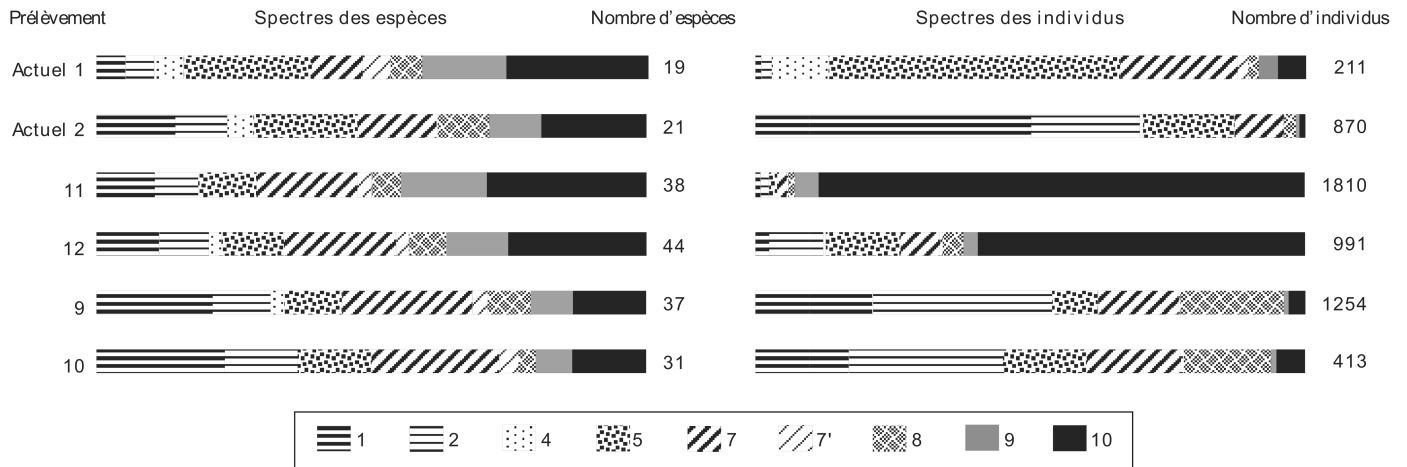 Prélèvement Spectres des espèces Nombre d'espèces Spectres des individus Nombre d'individus
Actuel 1 19 211
Actuel 2 21 870
11 38 1810
12 44 991
9 37 1254
10 31 413
1 2 4 5 7 7' 8 9 10